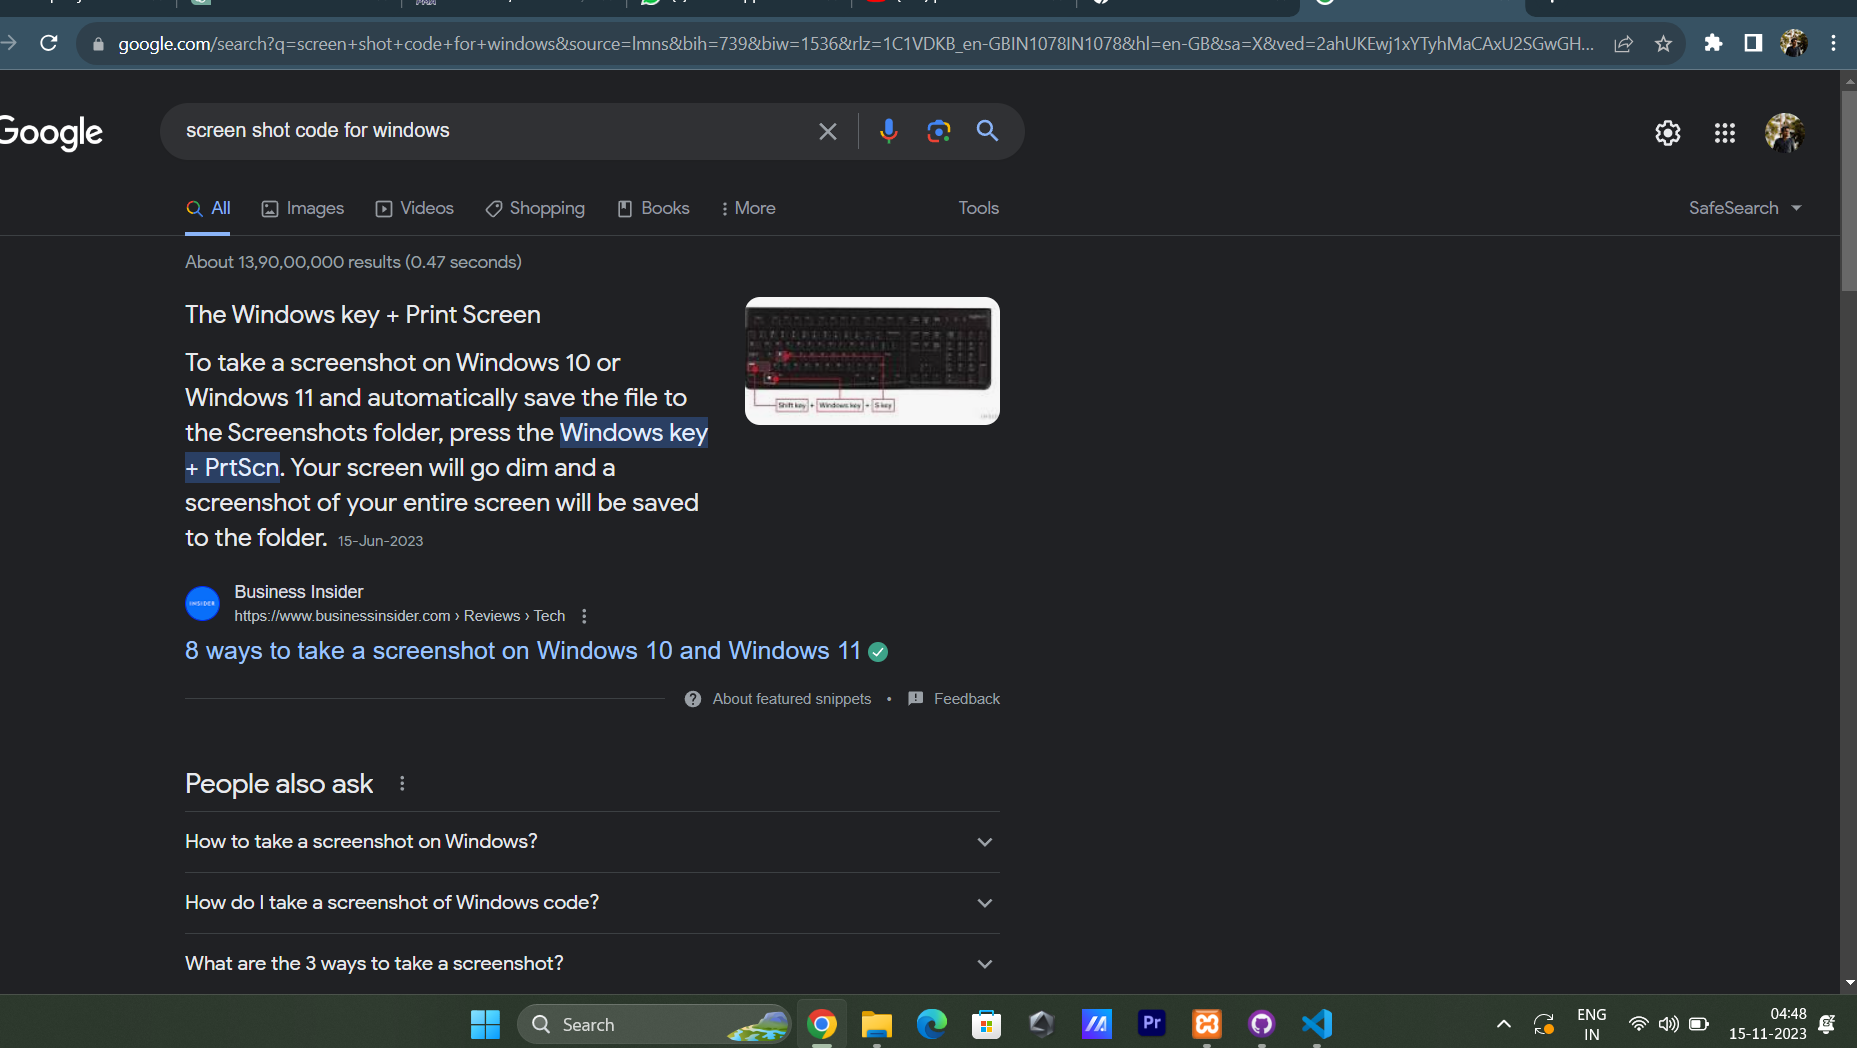 google.com/search?q=screen+shot+code+for+windows&source=lmns&bih=739&biw=1536&rlz=1C1VDKB_en-GBIN1078IN1078&hl=en-GB&sa=X&ved=2ahUKEwj1xYTyhMaCAxU2SGwGH...
Google
screen shot code for windows
All
Images
Videos
Shopping
Books
More
Tools
SafeSearch
About 13,90,00,000 results (0.47 seconds)
The Windows key + Print Screen
To take a screenshot on Windows 10 or
Windows 11 and automatically save the file to
the Screenshots folder, press the Windows key
+ PrtScn. Your screen will go dim and a
screenshot of your entire screen will be saved
to the folder. 15-Jun-2023
Shift key + Windows key + S key
INSIDER
Business Insider
https://www.businessinsider.com › Reviews › Tech
8 ways to take a screenshot on Windows 10 and Windows 11
About featured snippets • Feedback
People also ask
How to take a screenshot on Windows?
How do I take a screenshot of Windows code?
What are the 3 ways to take a screenshot?
Search
Pr
ENG
IN
04:48
15-11-2023